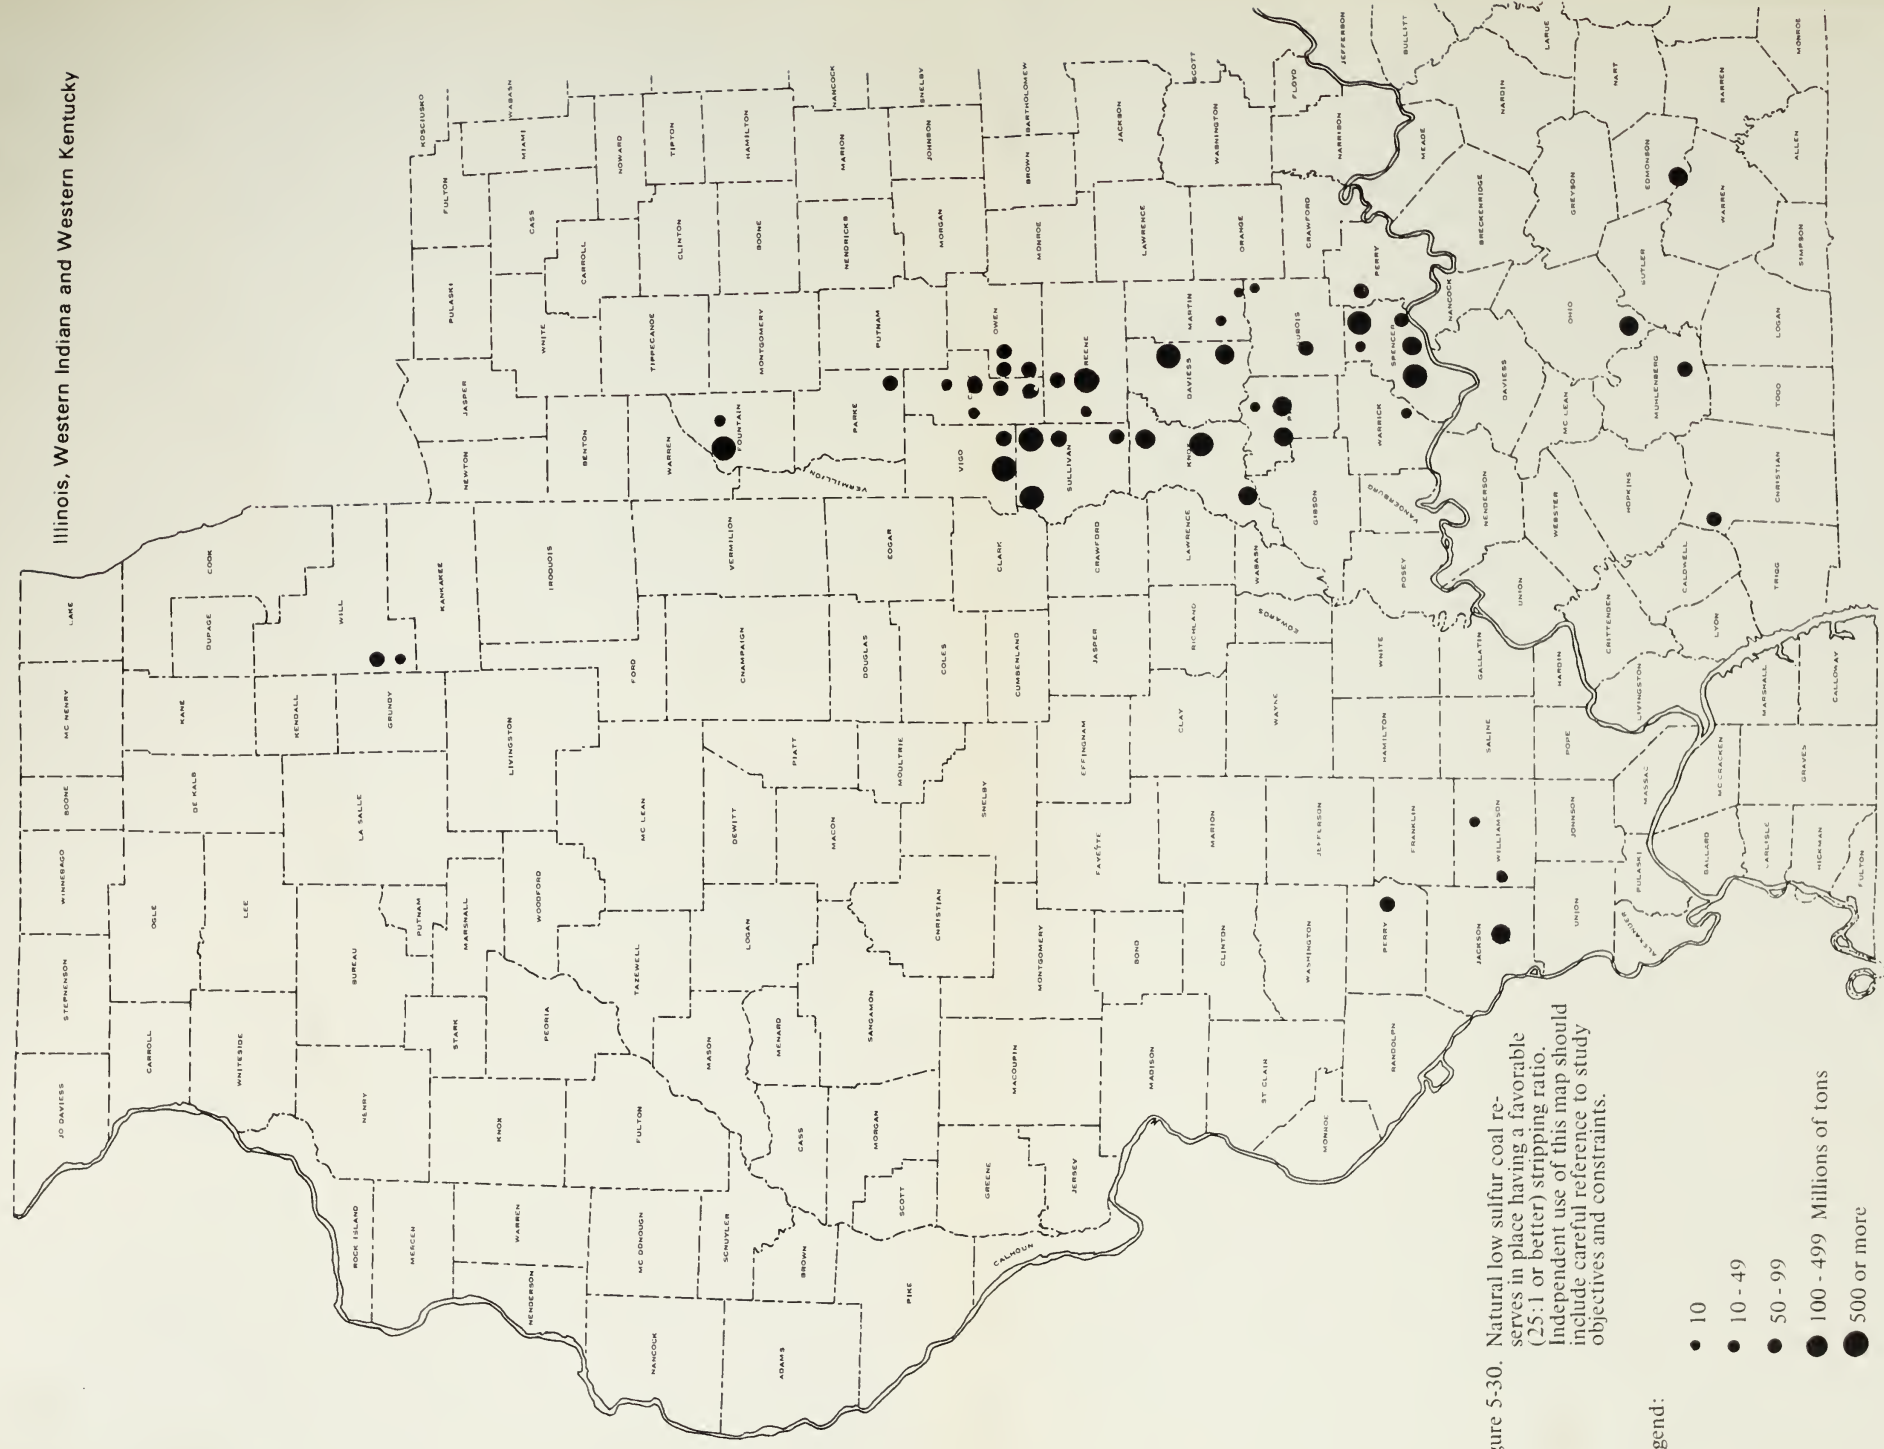 Illinois, Western Indiana and Western Kentucky
JO DAVIESS
STEPHENSON
WINNEBAGO
BOONE
MC HENRY
LAKE
CARROLL
OGLE
DE KALB
KANE
DUPAGE
COOK
WHITESIDE
LEE
KENDALL
WILL
ROCK ISLAND
HENRY
BUREAU
PUTNAM
LA SALLE
GRUNDY
KANKAKEE
MERCER
STARK
MARSHALL
LIVINGSTON
IROQUOIS
NEWTON
JASPER
PULASKI
FULTON
KOSCIUSKO
HENDERSON
WARREN
KNOX
PEORIA
WOODFORD
FORD
BENTON
WHITE
CARROLL
CASS
MIAMI
WABASH
HANCOCK
MC DONOUGH
FULTON
TAZEWELL
MC LEAN
WARREN
TIPPECANOE
CLINTON
HOWARD
TIPTON
SCHUYLER
MASON
LOGAN
DEWITT
CHAMPAIGN
VERMILION
FOUNTAIN
MONTGOMERY
BOONE
HAMILTON
ADAMS
BROWN
CASS
MENARD
MACON
PIATT
DOUGLAS
EDGAR
VERMILLION
PARKE
PUTNAM
HENDRICKS
MARION
HANCOCK
PIKE
SCOTT
MORGAN
SANGAMON
CHRISTIAN
MOULTRIE
COLES
CLARK
VIGO
OWEN
MORGAN
JOHNSON
SHELBY
CALHOUN
GREENE
MACOUPIN
MONTGOMERY
SHELBY
CUMBERLAND
SULLIVAN
GREENE
MONROE
BROWN
BARTHOLOMEW
JERSEY
MADISON
BOND
FAYETTE
EFFINGHAM
JASPER
CRAWFORD
KNOX
DAVIESS
MARTIN
LAWRENCE
JACKSON
ST CLAIR
CLINTON
MARION
CLAY
RICHLAND
LAWRENCE
WABASH
EDWARDS
ORANGE
WASHINGTON
SCOTT
MONROE
WASHINGTON
JEFFERSON
WAYNE
GIBSON
DUBOIS
CRAWFORD
HARRISON
FLOYD
JEFFERSON
RANDOLPH
PERRY
FRANKLIN
HAMILTON
WHITE
POSEY
VANDERBURG
WARRICK
SPENCER
PERRY
MEADE
BULLITT
JACKSON
WILLIAMSON
SALINE
GALLATIN
UNION
HENDERSON
DAVIESS
HANCOCK
BRECKENRIDGE
HARDIN
LARUE
UNION
JOHNSON
POPE
HARDIN
CRITTENDEN
WEBSTER
MC LEAN
OHIO
GREYSON
HART
ALEXANDER
PULASKI
MASSAC
LIVINGSTON
CALDWELL
HOPKINS
MUHLENBERG
BUTLER
EDMONSON
WARREN
BARREN
BALLARD
MCCRACKEN
MARSHALL
LYON
TRIGG
CHRISTIAN
TODD
LOGAN
SIMPSON
ALLEN
MONROE
CARLISLE
HICKMAN
FULTON
GRAVES
CALLOWAY
ure 5-30. Natural low sulfur coal re-
serves in place having a favorable
(25:1 or better) stripping ratio.
Independent use of this map should
include careful reference to study
objectives and constraints.
gend:
10
10 - 49
50 - 99
100 - 499 Millions of tons
500 or more